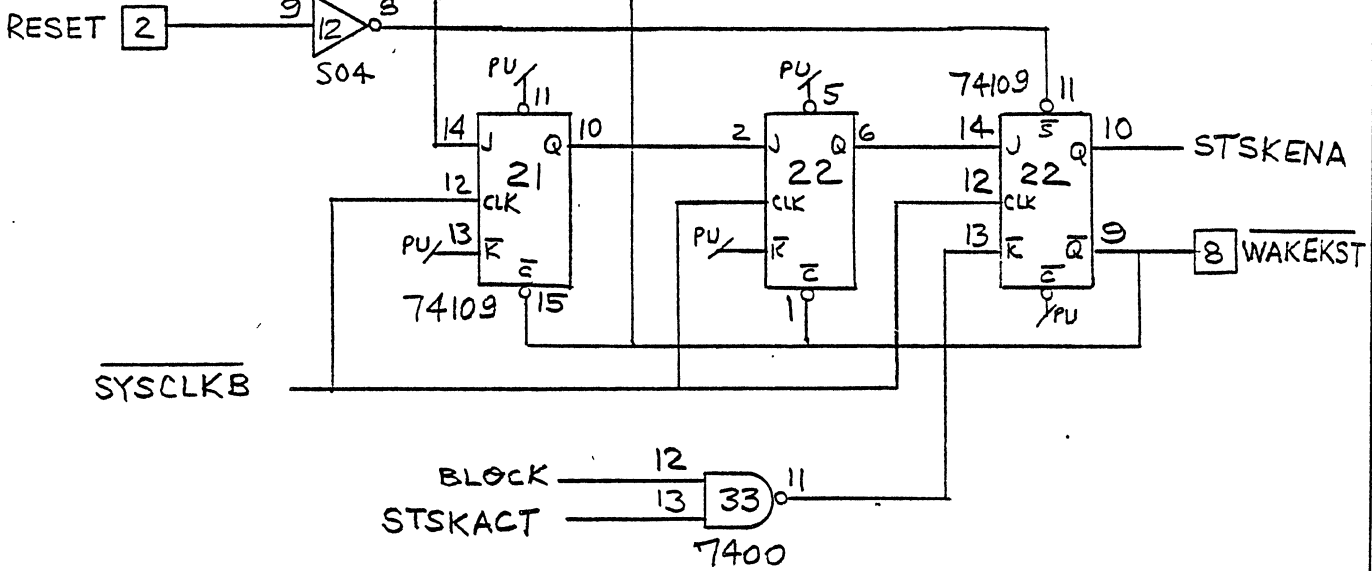 RESET 2 9 12 8
S04
PU 11
PU 5
74109 11
14 J Q 10
2 J Q 6
14 J S̅ Q 10 STSKENA
21
22
22
12 CLK
CLK
12 CLK
PU 13 K̅
PU K̅
13 K̅ Q̅ 9 8 W̅A̅K̅E̅K̅S̅T̅
C̅
C̅
C̅
74109 15
1
PU
S̅Y̅S̅C̅L̅K̅B̅
BLOCK 12
STSKACT 13
33 11
7400